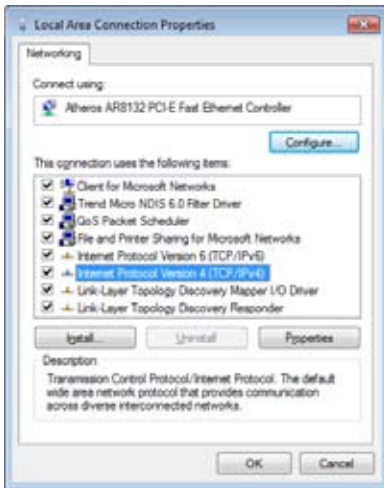 Local Area Connection Properties
Networking
Connect using:
Atheros AR8132 PCI-E Fast Ethernet Controller
Configure...
This connection uses the following items:
Client for Microsoft Networks
Trend Micro NDIS 6.0 Filter Driver
QoS Packet Scheduler
File and Printer Sharing for Microsoft Networks
Internet Protocol Version 6 (TCP/IPv6)
Internet Protocol Version 4 (TCP/IPv4)
Link-Layer Topology Discovery Mapper I/O Driver
Link-Layer Topology Discovery Responder
Install... Uninstall Properties
Description
Transmission Control Protocol/Internet Protocol. The default
wide area network protocol that provides communication
across diverse interconnected networks.
OK Cancel